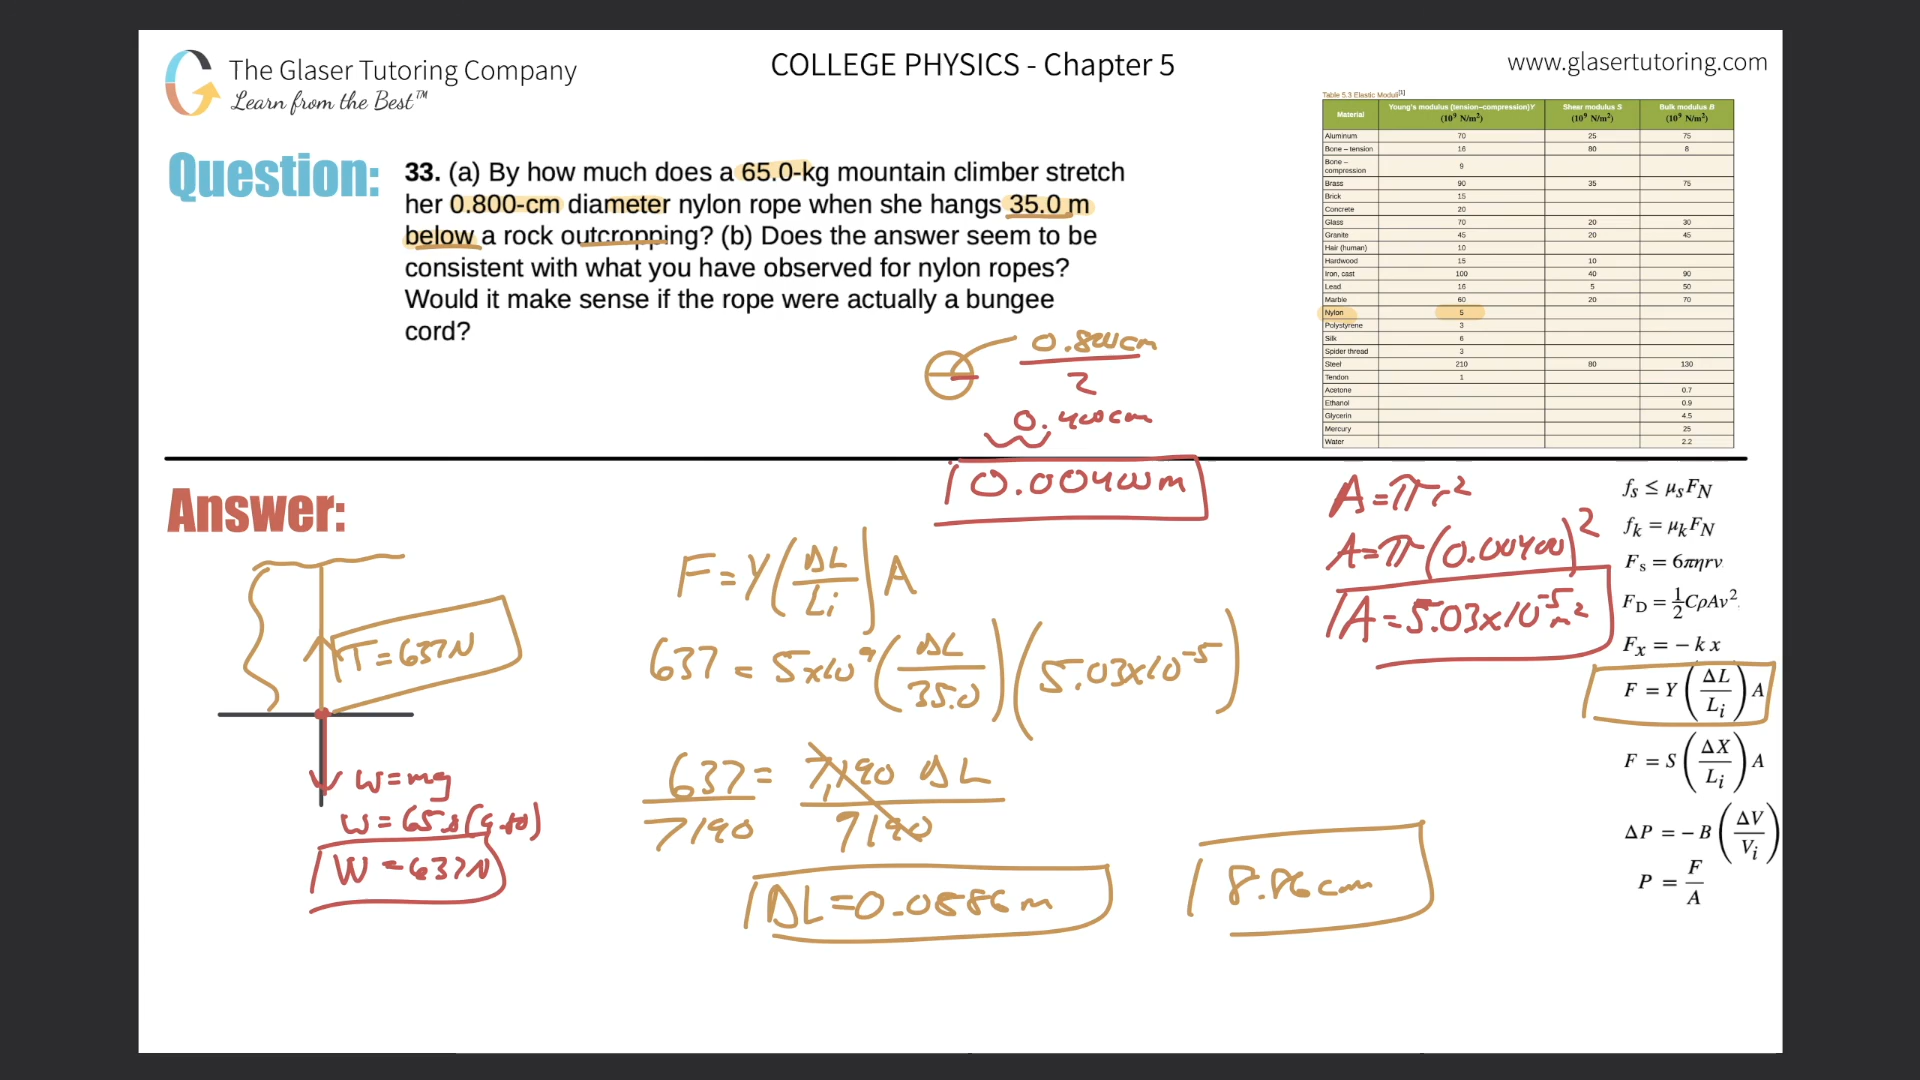 The Glaser Tutoring Company
Learn from the Best™
COLLEGE PHYSICS - Chapter 5
www.glasertutoring.com
Question:
33. (a) By how much does a 65.0-kg mountain climber stretch
her 0.800-cm diameter nylon rope when she hangs 35.0 m
below a rock outcropping? (b) Does the answer seem to be
consistent with what you have observed for nylon ropes?
Would it make sense if the rope were actually a bungee
cord?
Table 5.3 Elastic Moduli[1]
Material Young's modulus (tension–compression)Y (10⁹ N/m²) Shear modulus S (10⁹ N/m²) Bulk modulus B (10⁹ N/m²)
Aluminum 70 25 75
Bone – tension 16 80 8
Bone – compression 9
Brass 90 35 75
Brick 15
Concrete 20
Glass 70 20 30
Granite 45 20 45
Hair (human) 10
Hardwood 15 10
Iron, cast 100 40 90
Lead 16 5 50
Marble 60 20 70
Nylon 5
Polystyrene 3
Silk 6
Spider thread 3
Steel 210 80 130
Tendon 1
Acetone 0.7
Ethanol 0.9
Glycerin 4.5
Mercury 25
Water 2.2
0.800cm
2
0.400cm
0.00400m
Answer:
T = 637N
W = mg
W = 65.0(9.80)
W = 637N
F = Y(ΔL/Li)A
637 = 5x10⁹(ΔL/35.0)(5.03x10⁻⁵)
637 = 7190 ΔL
7190 7190
ΔL = 0.0886m
8.86cm
A = πr²
A = π(0.00400)²
A = 5.03x10⁻⁵m²
fs ≤ μsFN
fk = μkFN
Fs = 6πηrv
FD = ½CρAv²
Fx = −kx
F = Y(ΔL/Li)A
F = S(ΔX/Li)A
ΔP = −B(ΔV/Vi)
P = F/A